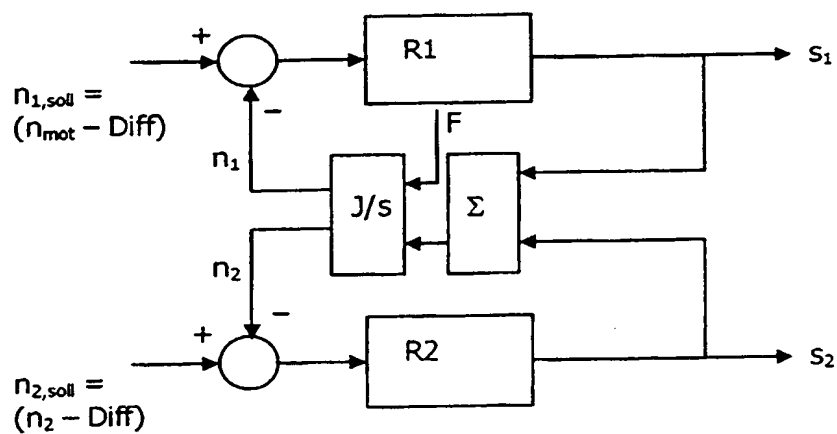 +
R1
s₁
n₁,soll =
(nmot – Diff)
−
F
n₁
J/s
Σ
n₂
−
+
R2
s₂
n₂,soll =
(n₂ – Diff)